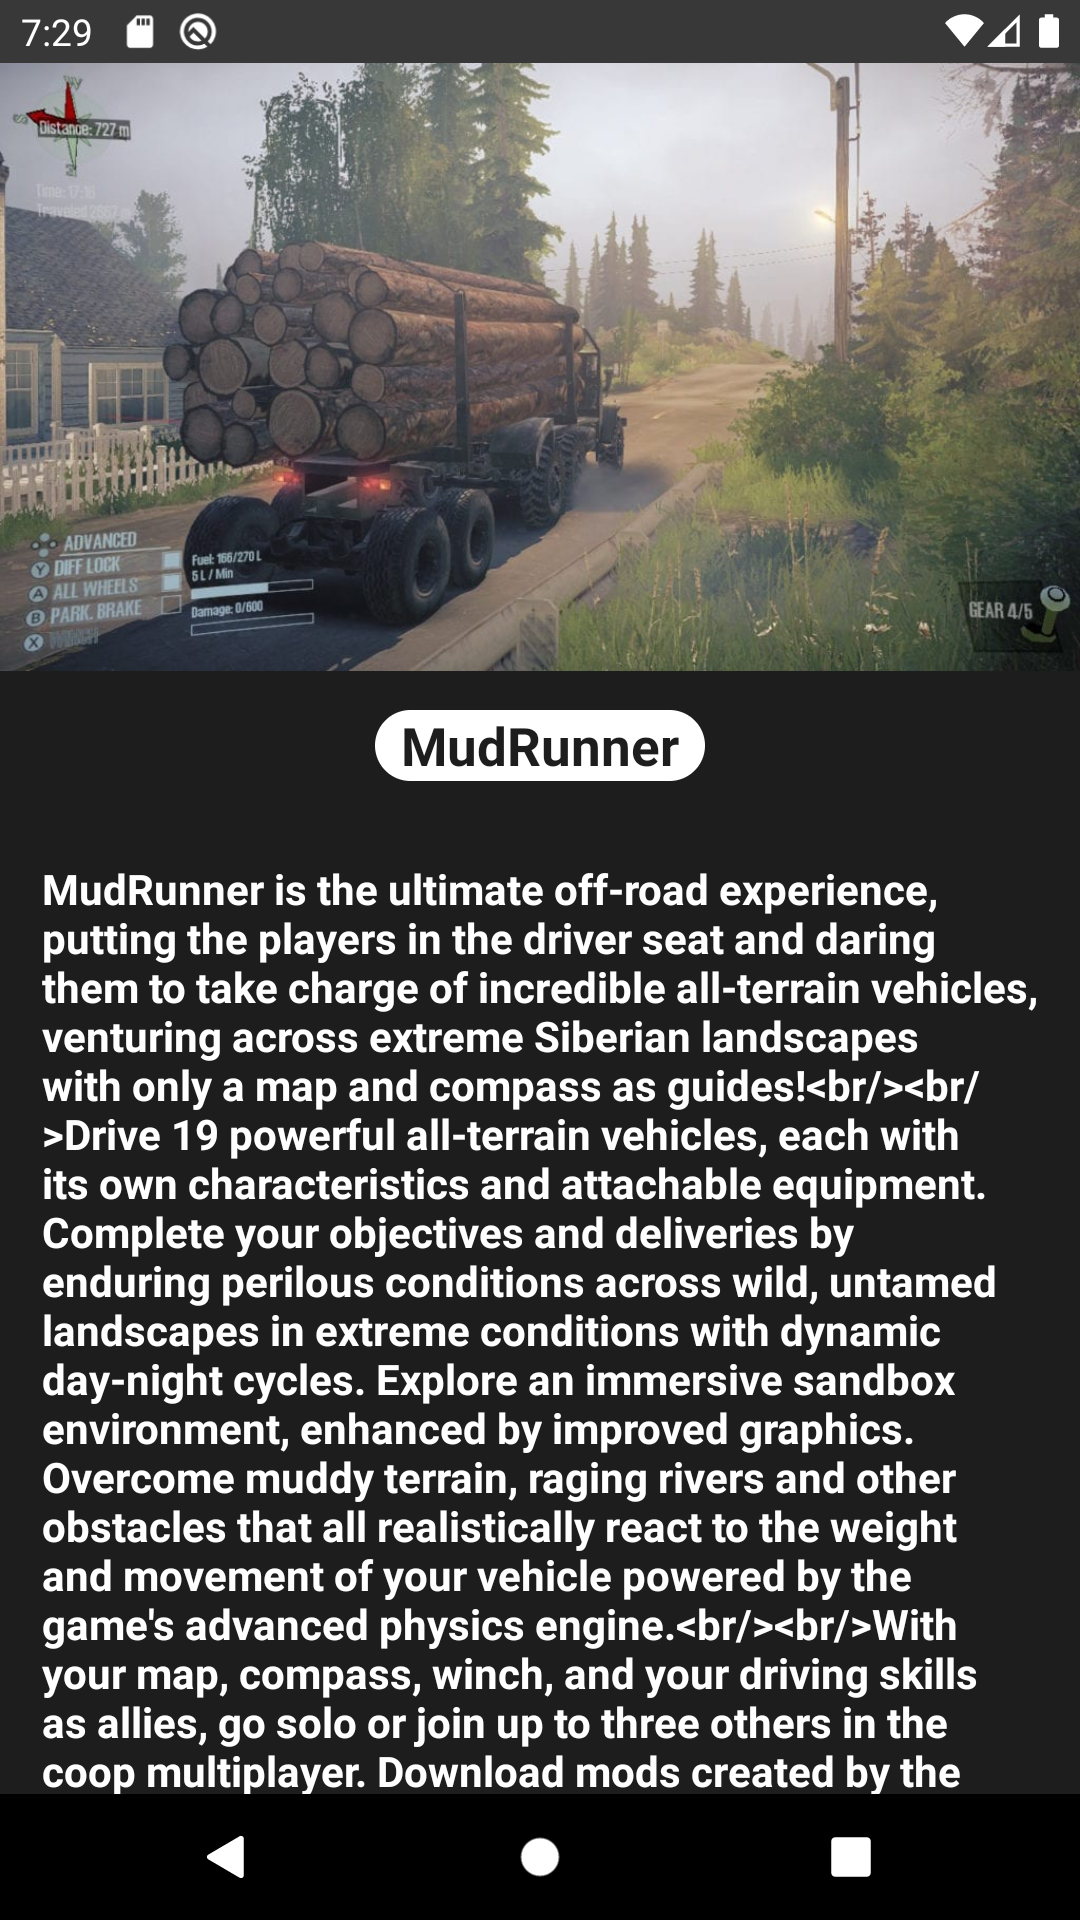 7:29
Distance: 727 m
Time: 17:16
ADVANCED
Y DIFF LOCK
A ALL WHEELS
B PARK. BRAKE
X WINCH
Fuel: 166/270 L
5 L / Min
Damage: 0/600
GEAR 4/5
MudRunner
MudRunner is the ultimate off-road experience,
putting the players in the driver seat and daring
them to take charge of incredible all-terrain vehicles,
venturing across extreme Siberian landscapes
with only a map and compass as guides!<br/><br/
>Drive 19 powerful all-terrain vehicles, each with
its own characteristics and attachable equipment.
Complete your objectives and deliveries by
enduring perilous conditions across wild, untamed
landscapes in extreme conditions with dynamic
day-night cycles. Explore an immersive sandbox
environment, enhanced by improved graphics.
Overcome muddy terrain, raging rivers and other
obstacles that all realistically react to the weight
and movement of your vehicle powered by the
game's advanced physics engine.<br/><br/>With
your map, compass, winch, and your driving skills
as allies, go solo or join up to three others in the
coop multiplayer. Download mods created by the